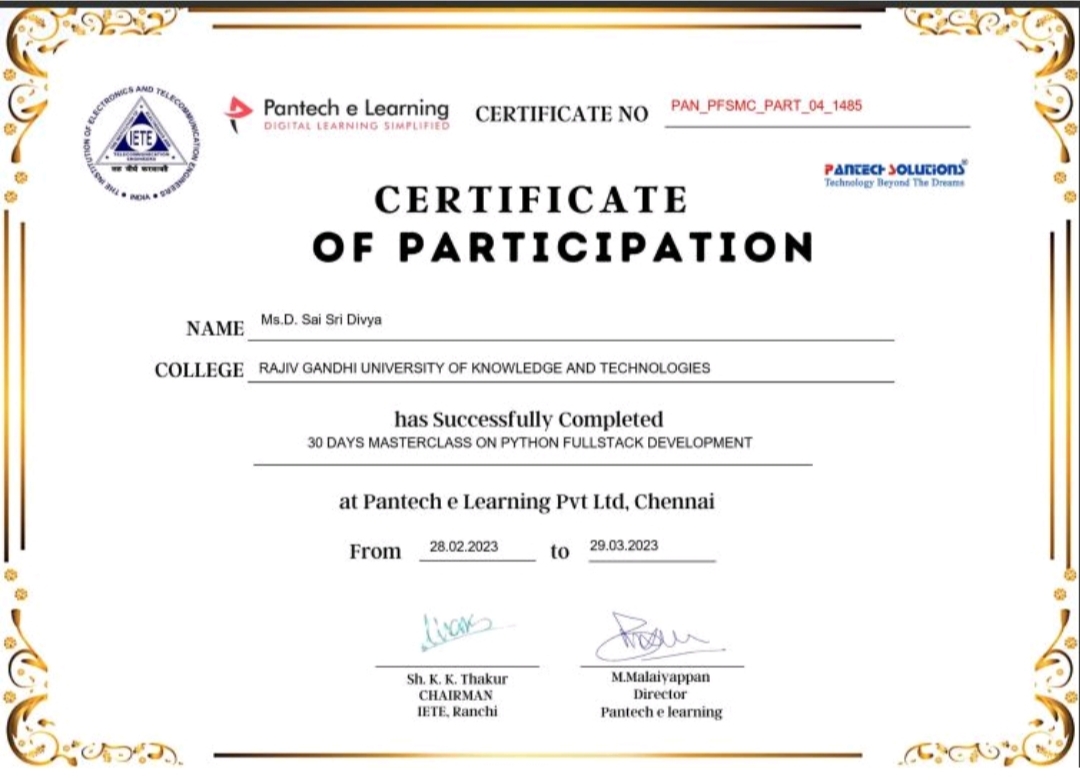 THE INSTITUTION OF ELECTRONICS AND TELECOMMUNICATION ENGINEERS
INDIA
IETE
TELECOMMUNICATION
ENGINEERS
Pantech e Learning
DIGITAL LEARNING SIMPLIFIED
CERTIFICATE NO PAN_PFSMC_PART_04_1485
PANTECH SOLUTIONS®
Technology Beyond The Dreams
CERTIFICATE
OF PARTICIPATION
NAME Ms.D. Sai Sri Divya
COLLEGE RAJIV GANDHI UNIVERSITY OF KNOWLEDGE AND TECHNOLOGIES
has Successfully Completed
30 DAYS MASTERCLASS ON PYTHON FULLSTACK DEVELOPMENT
at Pantech e Learning Pvt Ltd, Chennai
From 28.02.2023 to 29.03.2023
Sh. K. K. Thakur
CHAIRMAN
IETE, Ranchi
M.Malaiyappan
Director
Pantech e learning